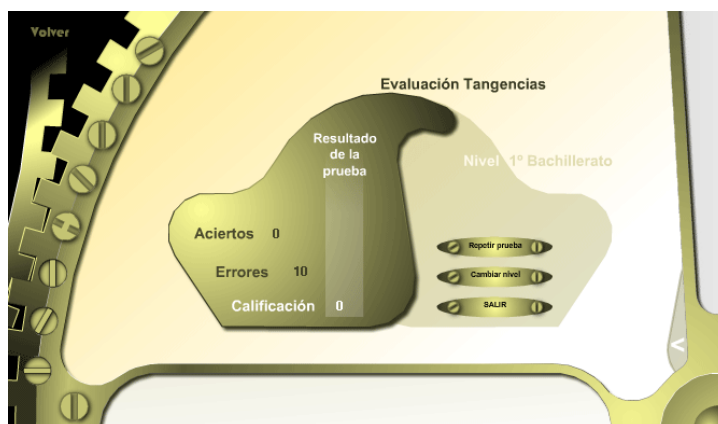 Volver
Evaluación Tangencias
Resultado
de la
prueba
Nivel 1º Bachillerato
Aciertos 0
Errores 10
Calificación 0
Repetir prueba
Cambiar nivel
SALIR
<